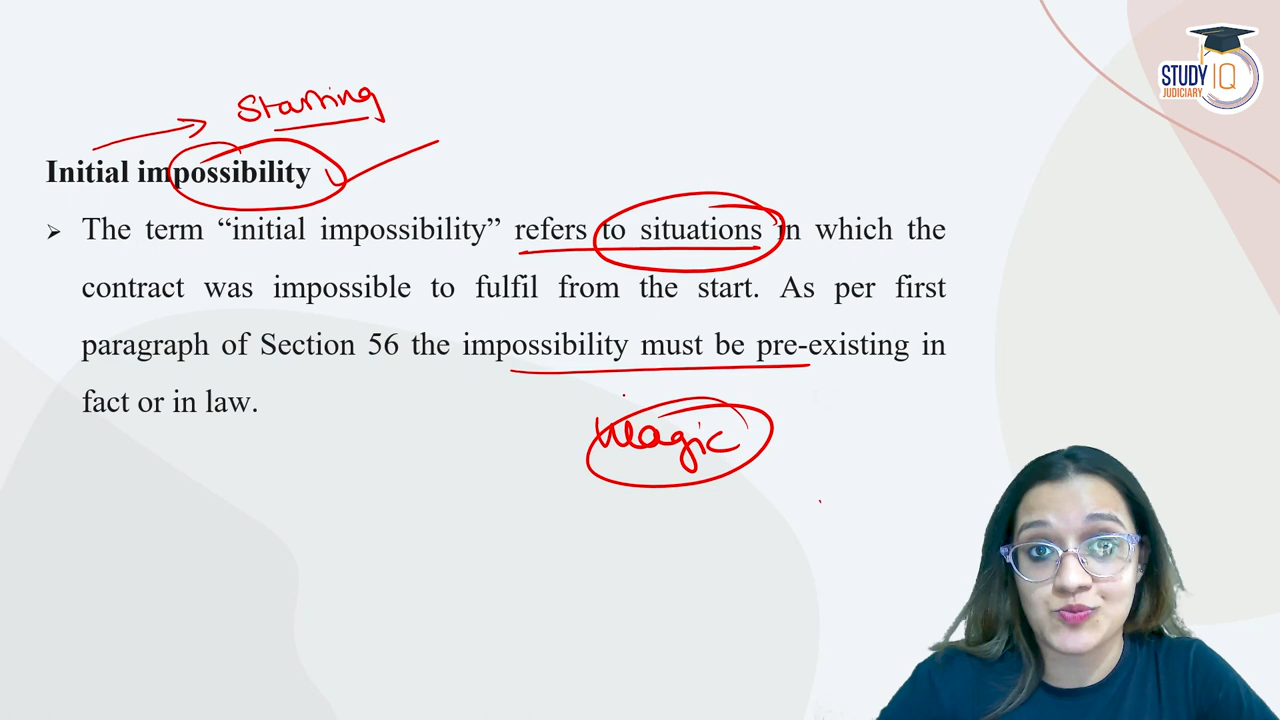 STUDY IQ
JUDICIARY
Starting
Initial impossibility
➢ The term “initial impossibility” refers to situations in which the
contract was impossible to fulfil from the start. As per first
paragraph of Section 56 the impossibility must be pre-existing in
fact or in law.
Magic